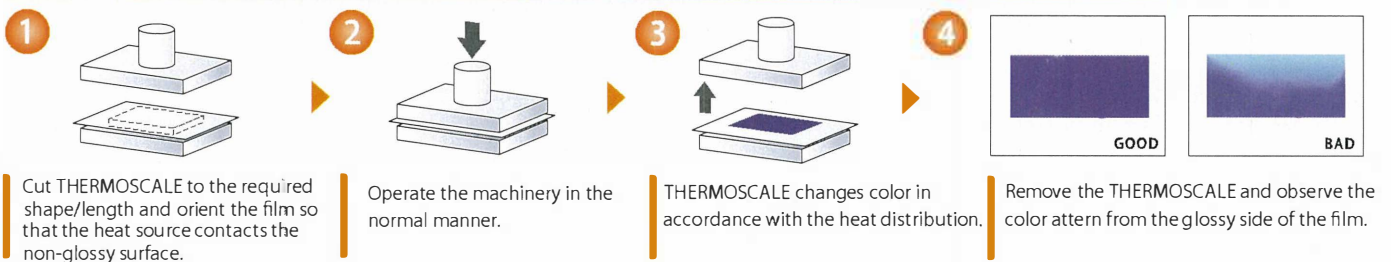 1
Cut THERMOSCALE to the required
shape/length and orient the film so
that the heat source contacts the
non-glossy surface.
2
Operate the machinery in the
normal manner.
3
THERMOSCALE changes color in
accordance with the heat distribution.
4
GOOD
BAD
Remove the THERMOSCALE and observe the
color attern from the glossy side of the film.